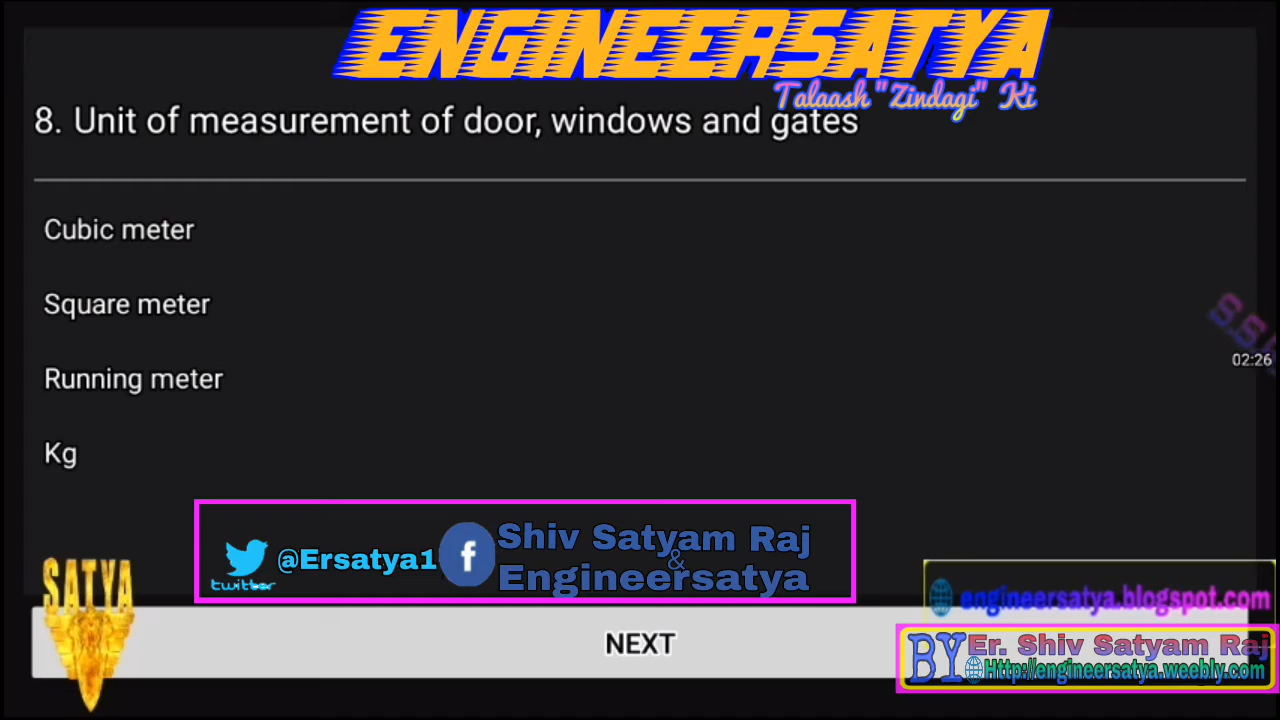 ENGINEERSATYA
Talaash "Zindagi" Ki
8. Unit of measurement of door, windows and gates
Cubic meter
Square meter
Running meter
02:26
Kg
@Ersatya1
twitter
f
Shiv Satyam Raj
&
Engineersatya
SATYA
NEXT
engineersatya.blogspot.com
BY Er. Shiv Satyam Raj
Http://engineersatya.weebly.com